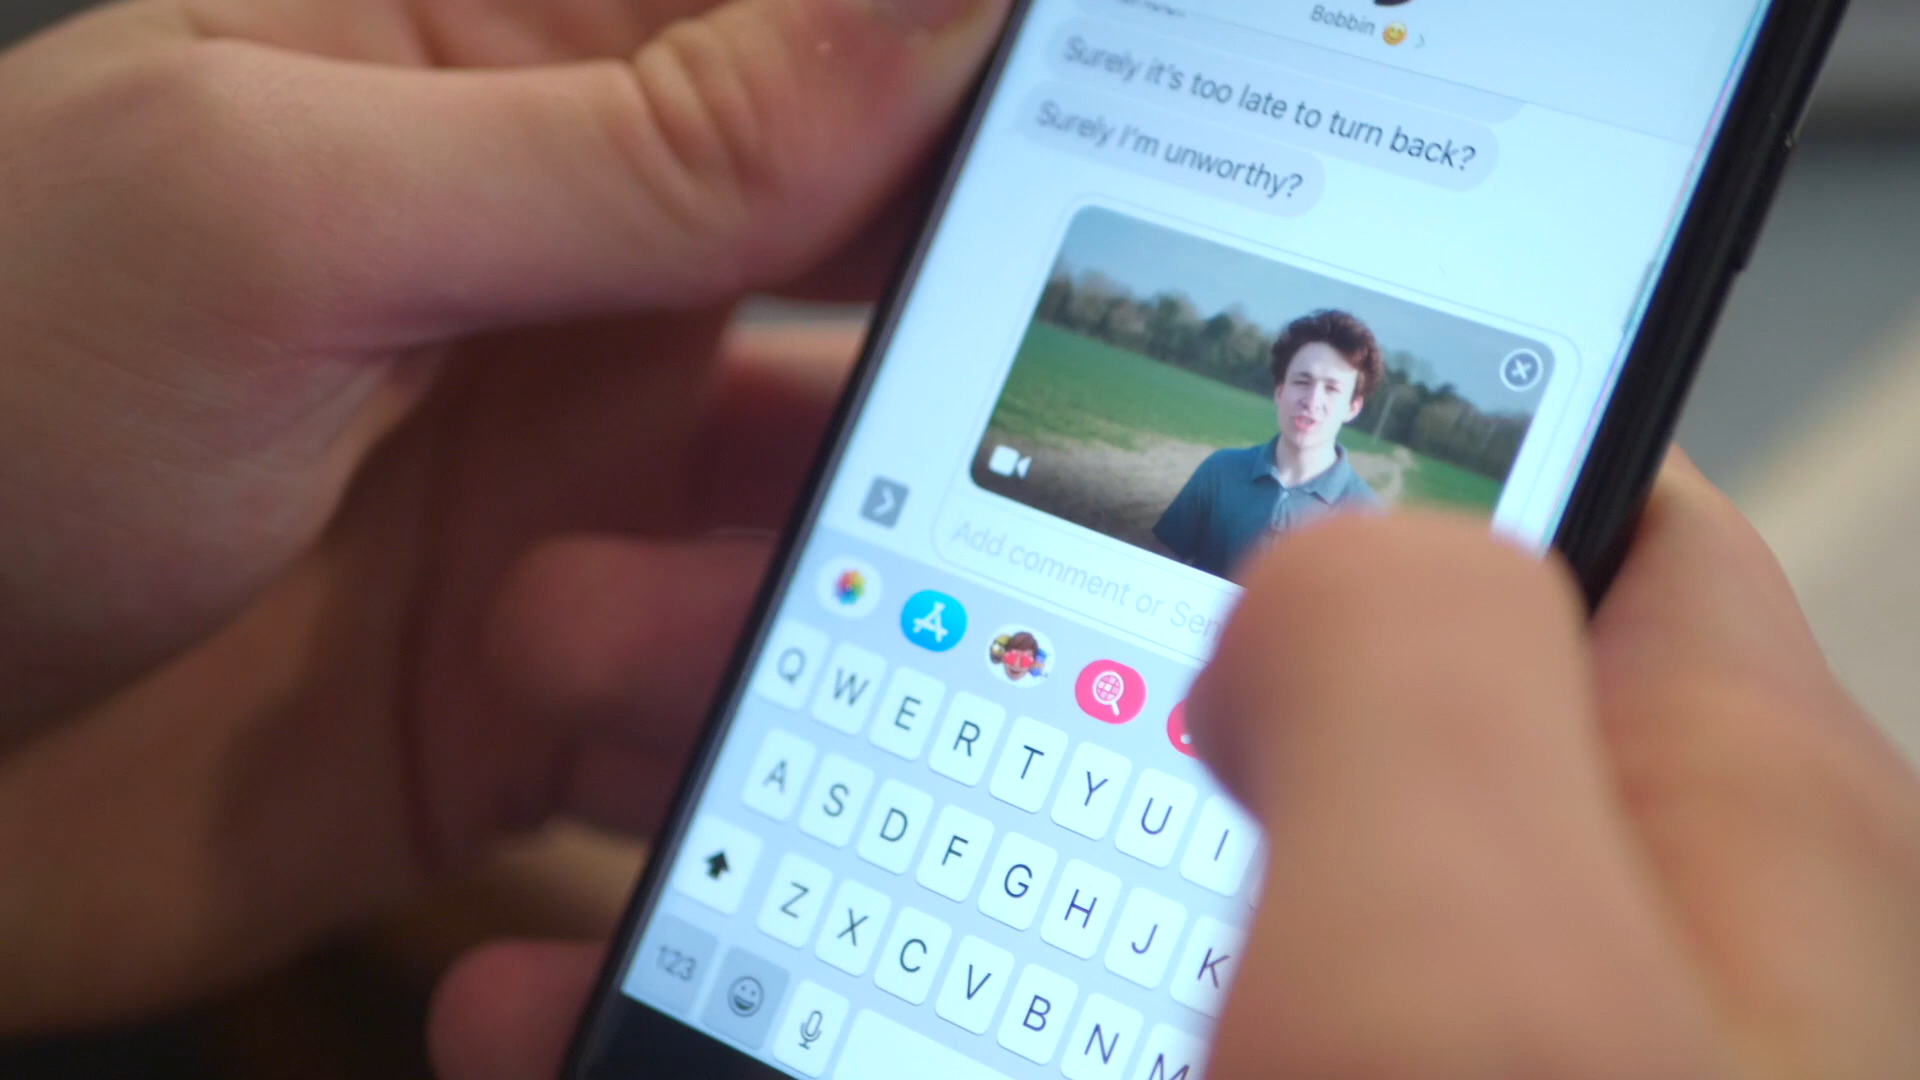 Bobbin 😊 >
Surely it's too late to turn back?
Surely I'm unworthy?
Add comment or Sen
Q W E R T Y U I
A S D F G H J K
Z X C V B N M
123